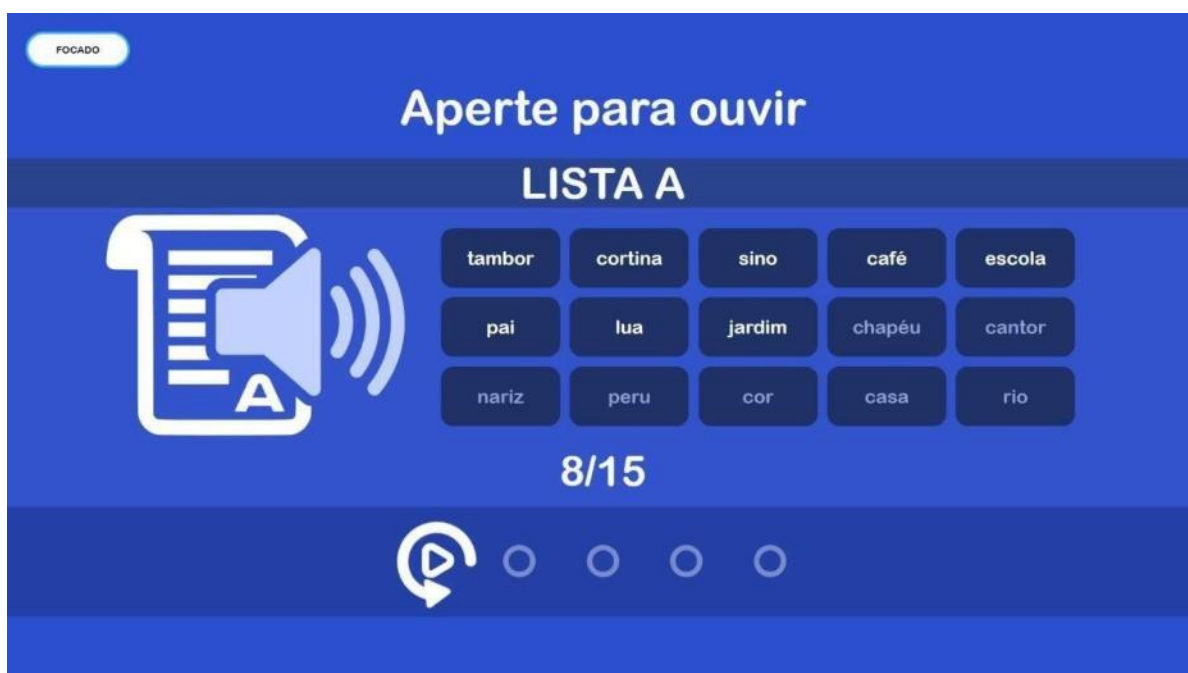 FOCADO
Aperte para ouvir
LISTA A
tambor cortina sino café escola
pai lua jardim chapéu cantor
nariz peru cor casa rio
A
8/15